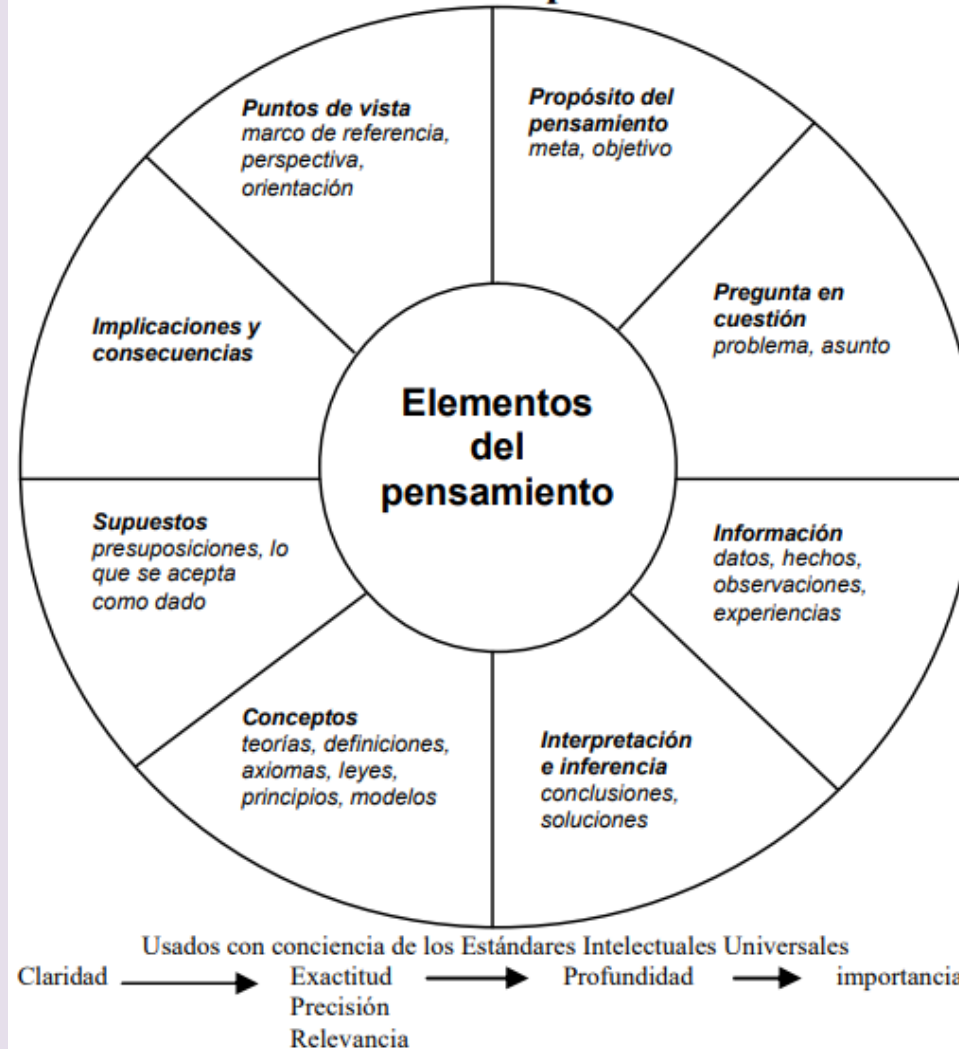 Puntos de vista
marco de referencia,
perspectiva,
orientación
Propósito del
pensamiento
meta, objetivo
Pregunta en
cuestión
problema, asunto
Implicaciones y
consecuencias
Elementos
del
pensamiento
Supuestos
presuposiciones, lo
que se acepta
como dado
Información
datos, hechos,
observaciones,
experiencias
Conceptos
teorías, definiciones,
axiomas, leyes,
principios, modelos
Interpretación
e inferencia
conclusiones,
soluciones
Usados con conciencia de los Estándares Intelectuales Universales
Claridad Exactitud Profundidad importancia
Precisión
Relevancia